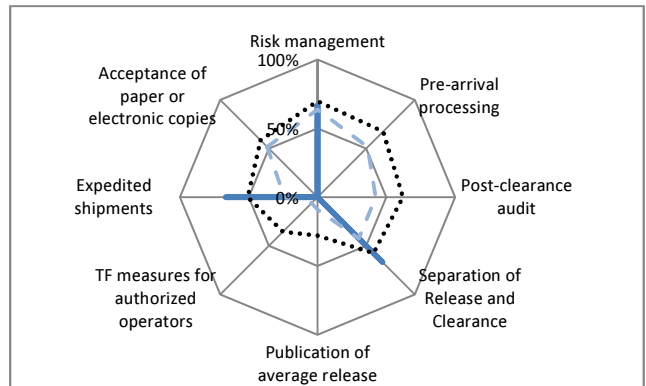 Risk management
100%
Acceptance of
paper or
electronic copies
Pre-arrival
processing
50%
Expedited
shipments
0%
Post-clearance
audit
TF measures for
authorized
operators
Separation of
Release and
Clearance
Publication of
average release